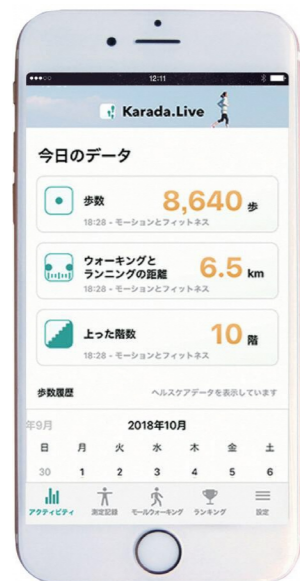 12:11
Karada.Live
今日のデータ
歩数
8,640 歩
18:28 - モーションとフィットネス
ウォーキングと
ランニングの距離
6.5 km
18:28 - モーションとフィットネス
上った階数
10 階
18:28 - モーションとフィットネス
歩数履歴 ヘルスケアデータを表示しています
年9月 2018年10月
日 月 火 水 木 金 土
30 1 2 3 4 5 6
アクティビティ 測定記録 モールウォーキング ランキング 設定